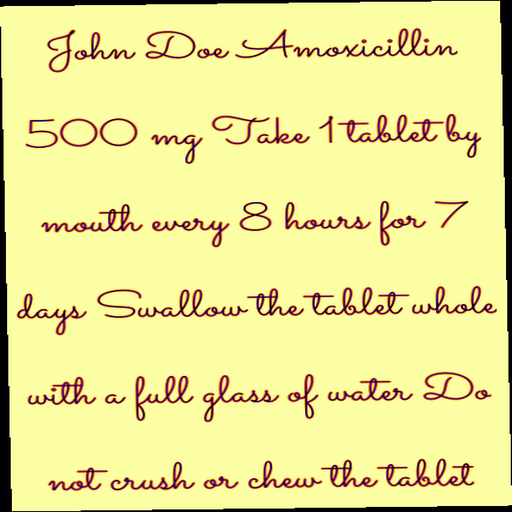 John Doe Amoxicillin
500 mg Take 1 tablet by
mouth every 8 hours for 7
days Swallow the tablet whole
with a full glass of water Do
not crush or chew the tablet